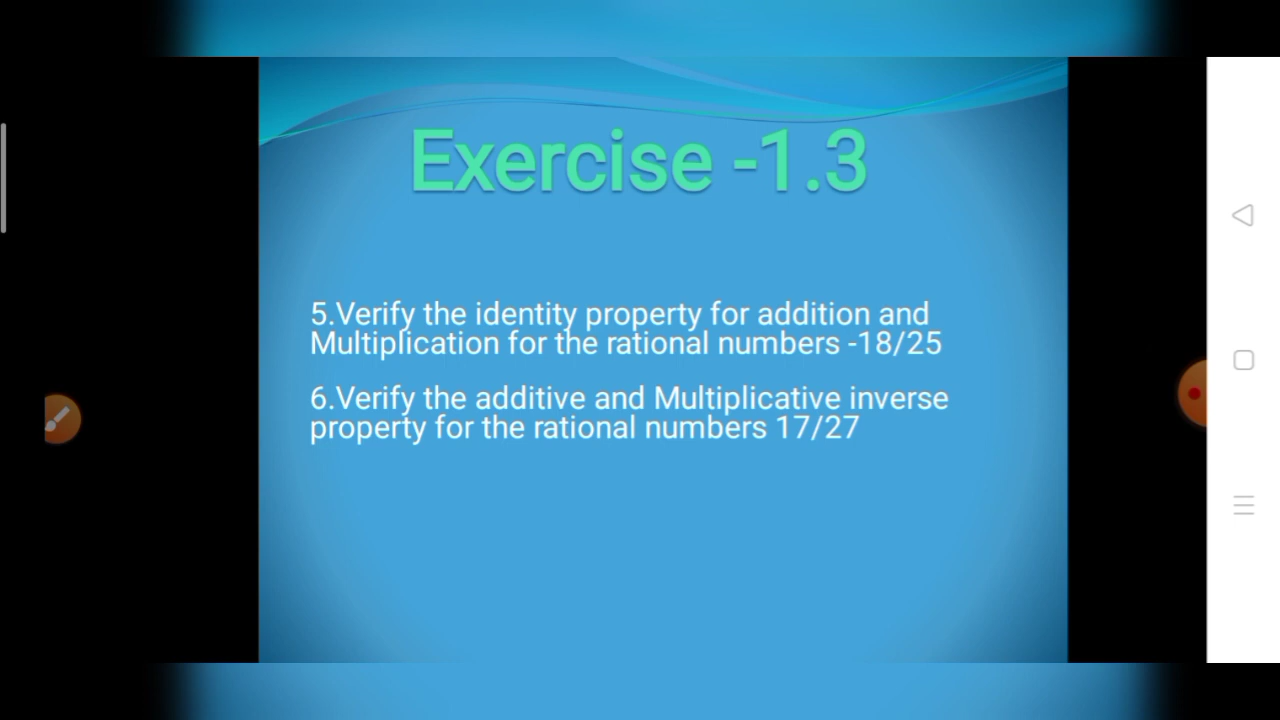 Exercise -1.3
5.Verify the identity property for addition and
Multiplication for the rational numbers -18/25
6.Verify the additive and Multiplicative inverse
property for the rational numbers 17/27